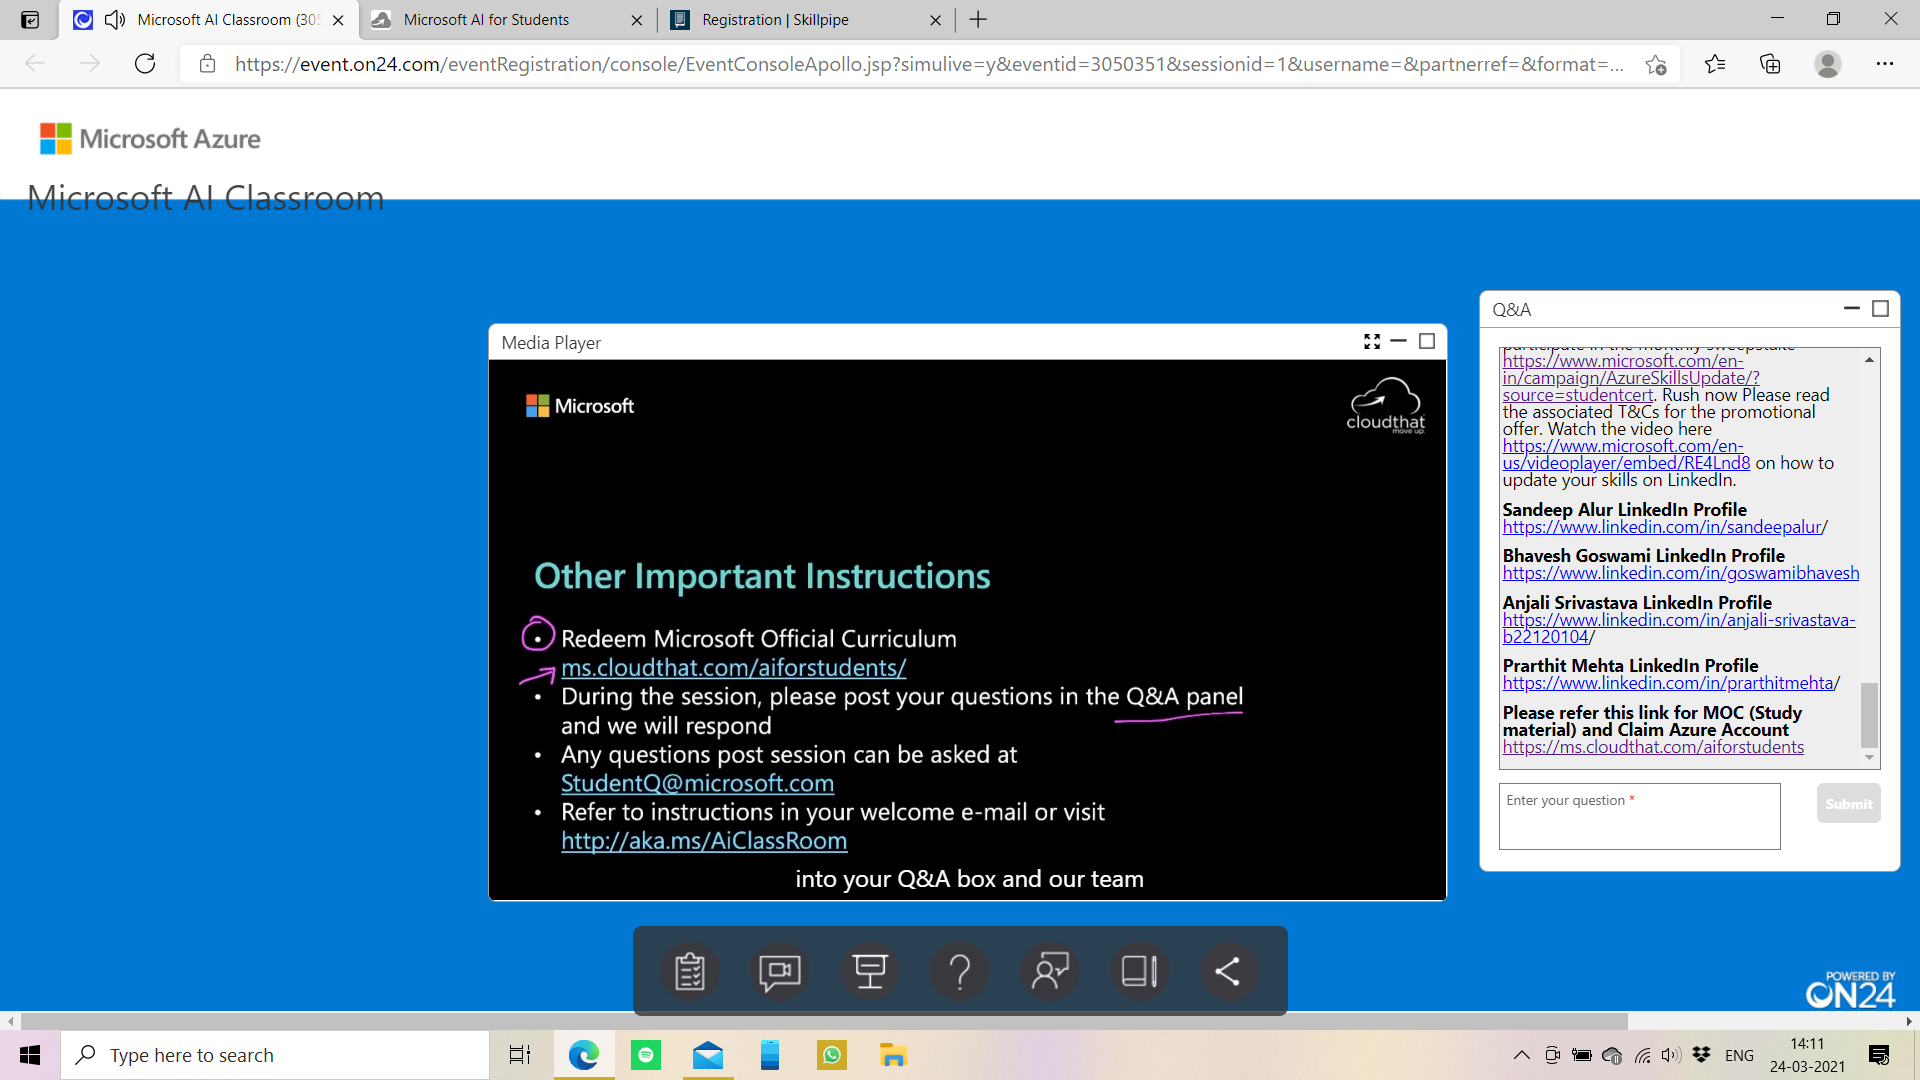 Microsoft AI Classroom (305
Microsoft AI for Students
Registration | Skillpipe
https://event.on24.com/eventRegistration/console/EventConsoleApollo.jsp?simulive=y&eventid=3050351&sessionid=1&username=&partnerref=&format=...
Microsoft Azure
Microsoft AI Classroom
Media Player
Microsoft
cloudthat
move up.
Other Important Instructions
• Redeem Microsoft Official Curriculum
ms.cloudthat.com/aiforstudents/
• During the session, please post your questions in the Q&A panel
and we will respond
• Any questions post session can be asked at
StudentQ@microsoft.com
• Refer to instructions in your welcome e-mail or visit
http://aka.ms/AiClassRoom
into your Q&A box and our team
Q&A
participate in the monthly sweepstake
https://www.microsoft.com/en-
in/campaign/AzureSkillsUpdate/?
source=studentcert. Rush now Please read
the associated T&Cs for the promotional
offer. Watch the video here
https://www.microsoft.com/en-
us/videoplayer/embed/RE4Lnd8 on how to
update your skills on LinkedIn.
Sandeep Alur LinkedIn Profile
https://www.linkedin.com/in/sandeepalur/
Bhavesh Goswami LinkedIn Profile
https://www.linkedin.com/in/goswamibhavesh
Anjali Srivastava LinkedIn Profile
https://www.linkedin.com/in/anjali-srivastava-
b22120104/
Prarthit Mehta LinkedIn Profile
https://www.linkedin.com/in/prarthitmehta/
Please refer this link for MOC (Study
material) and Claim Azure Account
https://ms.cloudthat.com/aiforstudents
Enter your question *
Submit
POWERED BY
ON24
Type here to search
ENG
14:11
24-03-2021